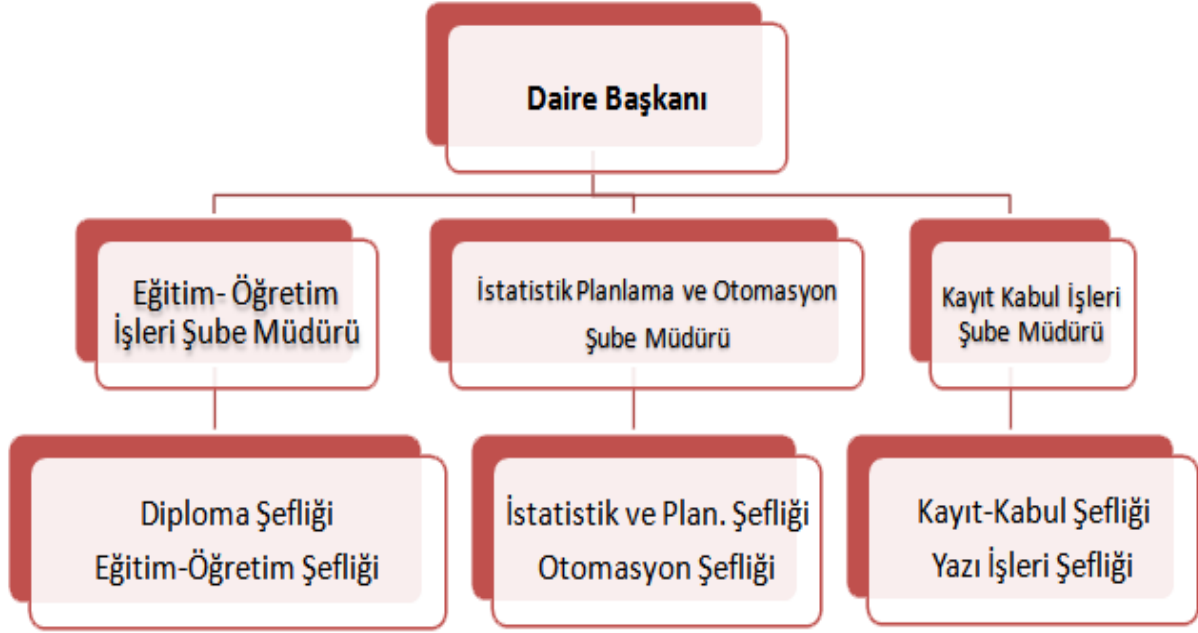 Daire Başkanı
Eğitim- Öğretim
İşleri Şube Müdürü
İstatistik Planlama ve Otomasyon
Şube Müdürü
Kayıt Kabul İşleri
Şube Müdürü
Diploma Şefliği
Eğitim-Öğretim Şefliği
İstatistik ve Plan. Şefliği
Otomasyon Şefliği
Kayıt-Kabul Şefliği
Yazı İşleri Şefliği